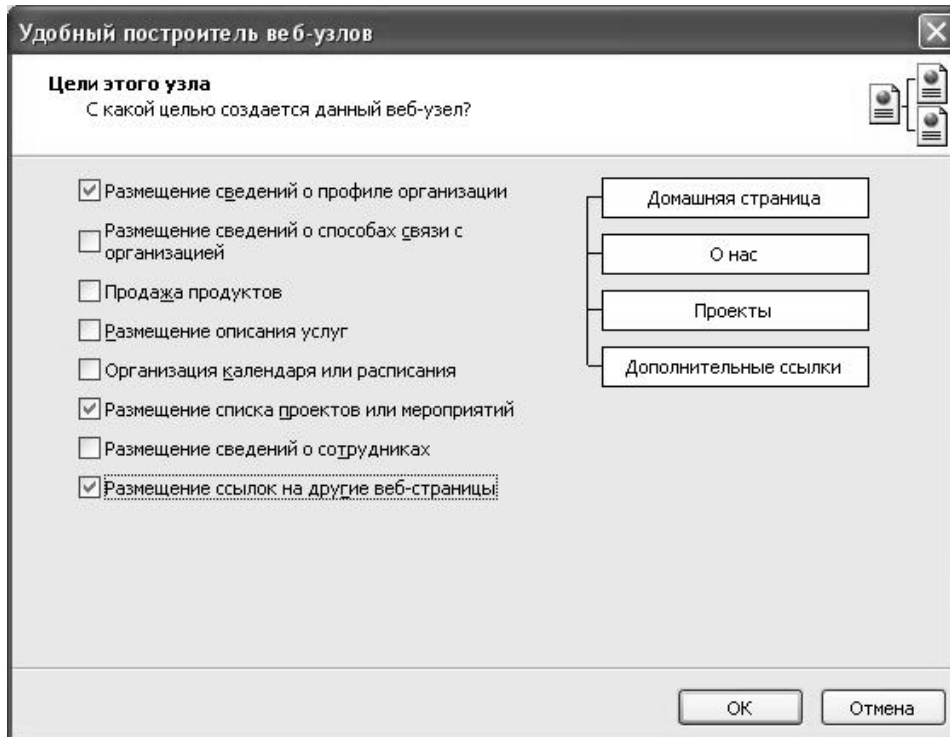 Удобный построитель веб-узлов
Цели этого узла
С какой целью создается данный веб-узел?
Размещение сведений о профиле организации
Размещение сведений о способах связи с
организацией
Продажа продуктов
Размещение описания услуг
Организация календаря или расписания
Размещение списка проектов или мероприятий
Размещение сведений о сотрудниках
Размещение ссылок на другие веб-страницы
Домашняя страница
О нас
Проекты
Дополнительные ссылки
ОК
Отмена